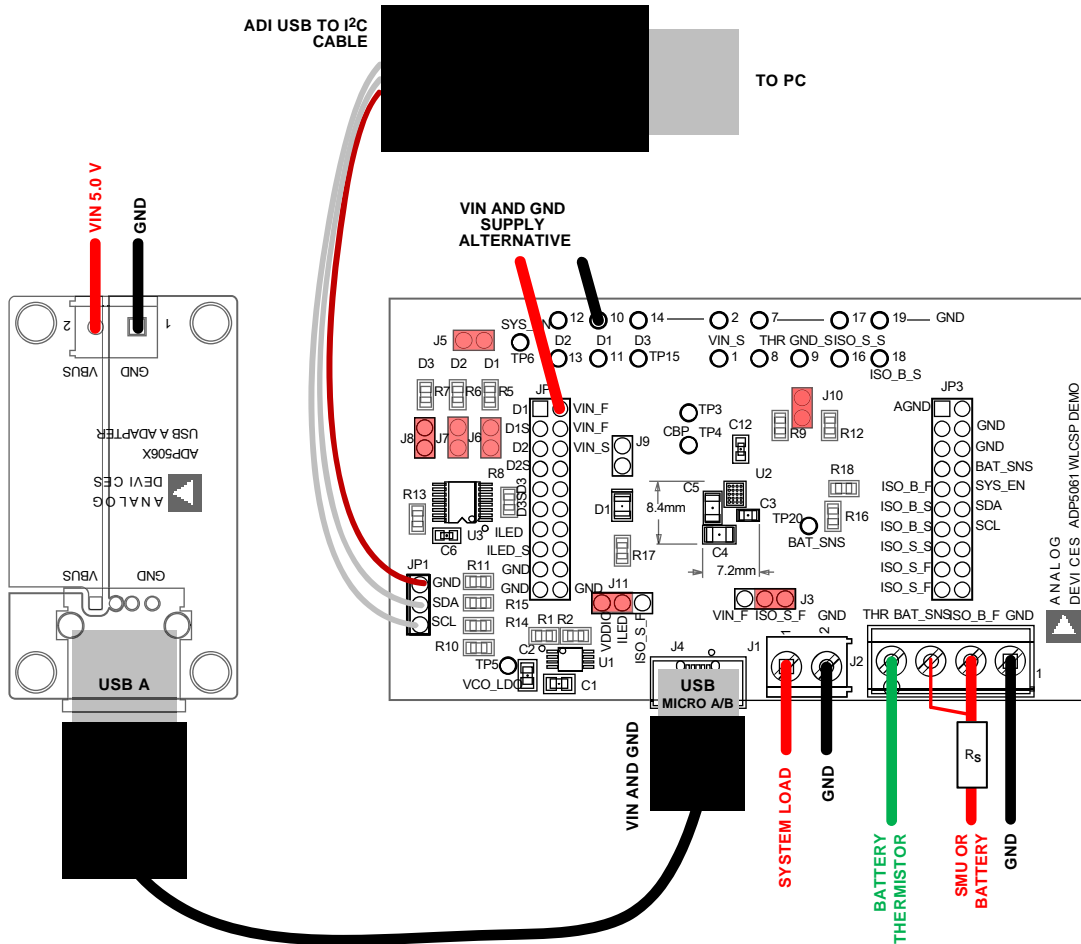 ADI USB TO I²C
CABLE
TO PC
VIN 5.0 V
GND
VIN AND GND
SUPPLY
ALTERNATIVE
2
1
VBUS
GND
USB A ADAPTER
ADP506X
ANALOG
DEVICES
VBUS
GND
USB A
12
10
14
2
7
17
19
GND
SYS_EN
D2
D1
D3
VIN_S
THR
GND_S
ISO_S_S
J5
TP6
13
11
TP15
1
8
9
16
18
ISO_B_S
D3
D2
D1
R7
R6
R5
JP
JP3
J8
J7
J6
D1
VIN_F
D1S
VIN_F
D2
VIN_S
D2S
D3
D3S
ILED
ILED_S
GND
GND
GND
J9
TP3
CBP
TP4
C12
J10
R9
R12
AGND
GND
GND
BAT_SNS
ISO_B_F
SYS_EN
ISO_B_S
SDA
ISO_B_S
SCL
ISO_S_S
ISO_S_F
ISO_S_F
R8
R13
U3
C6
D1
8.4mm
C5
U2
C3
C4
7.2mm
R18
R16
TP20
BAT_SNS
R17
JP1
GND
SDA
SCL
R11
R15
R14
R10
J11
VDDIO
ILED
ISO_S_F
VIN_F
ISO_S_F
J3
GND
R1
R2
C2
U1
C1
TP5
VCO_LDO
J4
USB
MICRO A/B
J1
1
2
J2
THR
BAT_SNS
ISO_B_F
GND
1
ANALOG
DEVICES
ADP5061 WLCSP DEMO
RS
VIN AND GND
SYSTEM LOAD
GND
BATTERY
THERMISTOR
SMU OR
BATTERY
GND